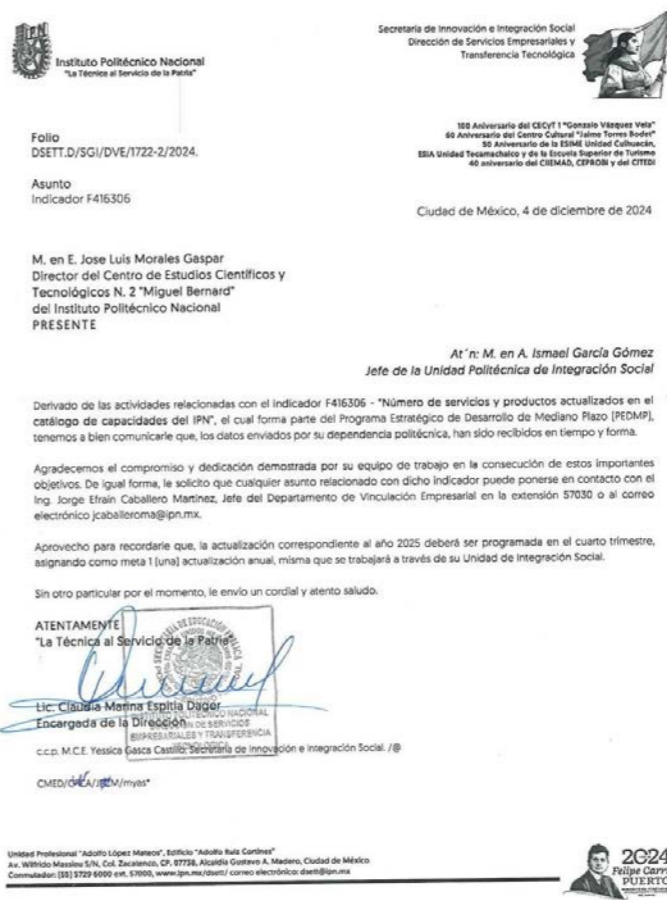 Instituto Politécnico Nacional
"La Técnica al Servicio de la Patria"
Secretaría de Innovación e Integración Social
Dirección de Servicios Empresariales y
Transferencia Tecnológica
100 Aniversario del CECyT 1 "Gonzalo Vázquez Vela"
60 Aniversario del Centro Cultural "Jaime Torres Bodet"
50 Aniversario de la ESIME Unidad Culhuacán,
ESIA Unidad Tecamachalco y de la Escuela Superior de Turismo
40 aniversario del CIIEMAD, CEPROBI y del CITEDI
Folio
DSETT.D/SGI/DVE/1722-2/2024.
Asunto
Indicador F416306
Ciudad de México, 4 de diciembre de 2024
M. en E. Jose Luis Morales Gaspar
Director del Centro de Estudios Científicos y
Tecnológicos N. 2 "Miguel Bernard"
del Instituto Politécnico Nacional
PRESENTE
At´n: M. en A. Ismael García Gómez
Jefe de la Unidad Politécnica de Integración Social
Derivado de las actividades relacionadas con el indicador F416306 - "Número de servicios y productos actualizados en el
catálogo de capacidades del IPN", el cual forma parte del Programa Estratégico de Desarrollo de Mediano Plazo (PEDMP),
tenemos a bien comunicarle que, los datos enviados por su dependencia politécnica, han sido recibidos en tiempo y forma.
Agradecemos el compromiso y dedicación demostrada por su equipo de trabajo en la consecución de estos importantes
objetivos. De igual forma, le solicito que cualquier asunto relacionado con dicho indicador puede ponerse en contacto con el
Ing. Jorge Efraín Caballero Martínez, Jefe del Departamento de Vinculación Empresarial en la extensión 57030 o al correo
electrónico jcaballeroma@ipn.mx.
Aprovecho para recordarle que, la actualización correspondiente al año 2025 deberá ser programada en el cuarto trimestre,
asignando como meta 1 (una) actualización anual, misma que se trabajará a través de su Unidad de Integración Social.
Sin otro particular por el momento, le envío un cordial y atento saludo.
ATENTAMENTE
"La Técnica al Servicio de la Patria"
Lic. Claudia Marina Espitia Dager
Encargada de la Dirección
INSTITUTO POLITÉCNICO NACIONAL
DIRECCIÓN DE SERVICIOS
EMPRESARIALES Y TRANSFERENCIA
TECNOLÓGICA
c.c.p. M.C.E. Yessica Gasca Castillo. Secretaria de Innovación e Integración Social. /@
CMED/ /myas*
Unidad Profesional "Adolfo López Mateos", Edificio "Adolfo Ruiz Cortines"
Av. Wilfrido Massieu S/N, Col. Zacatenco, CP. 07738, Alcaldía Gustavo A. Madero, Ciudad de México
Conmutador: (55) 5729 6000 ext. 57000, www.ipn.mx/dsett/ correo electrónico: dsett@ipn.mx
2024
Felipe Carr
PUERTO